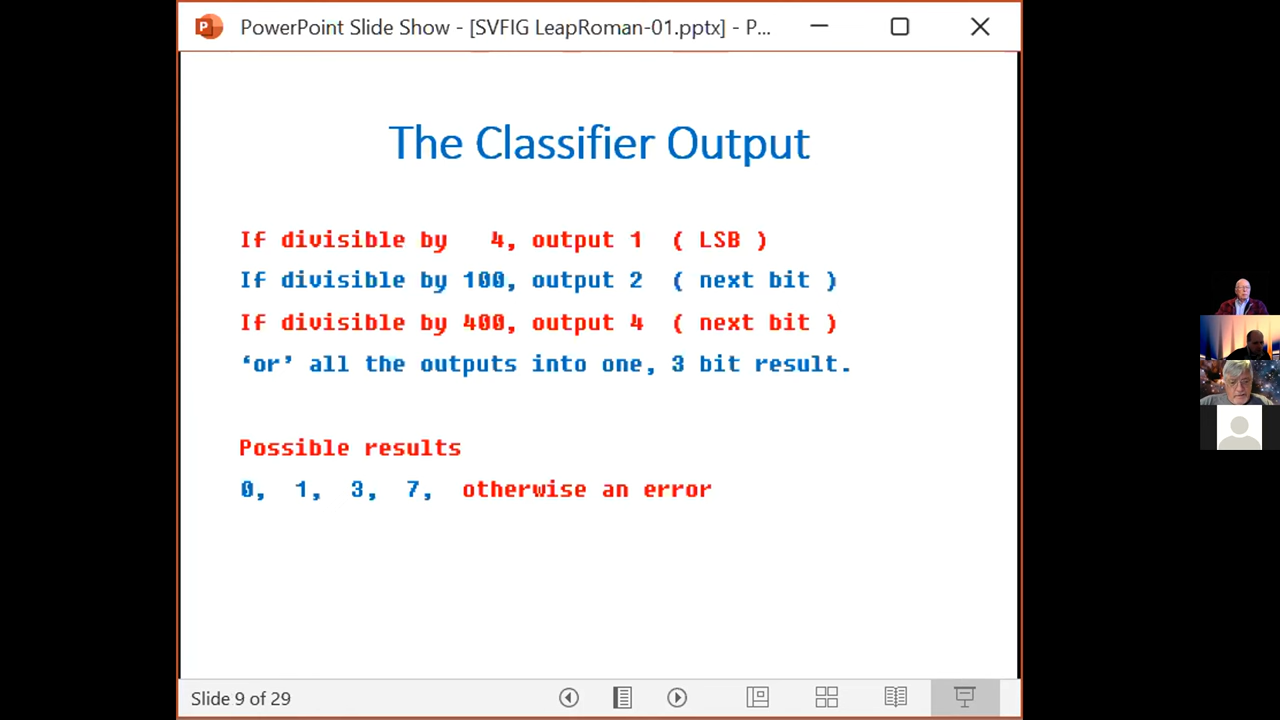 PowerPoint Slide Show - [SVFIG LeapRoman-01.pptx] - P...
The Classifier Output
If divisible by   4, output 1  ( LSB )
If divisible by 100, output 2  ( next bit )
If divisible by 400, output 4  ( next bit )
‘or’ all the outputs into one, 3 bit result.
Possible results
0,  1,  3,  7,  otherwise an error
Slide 9 of 29